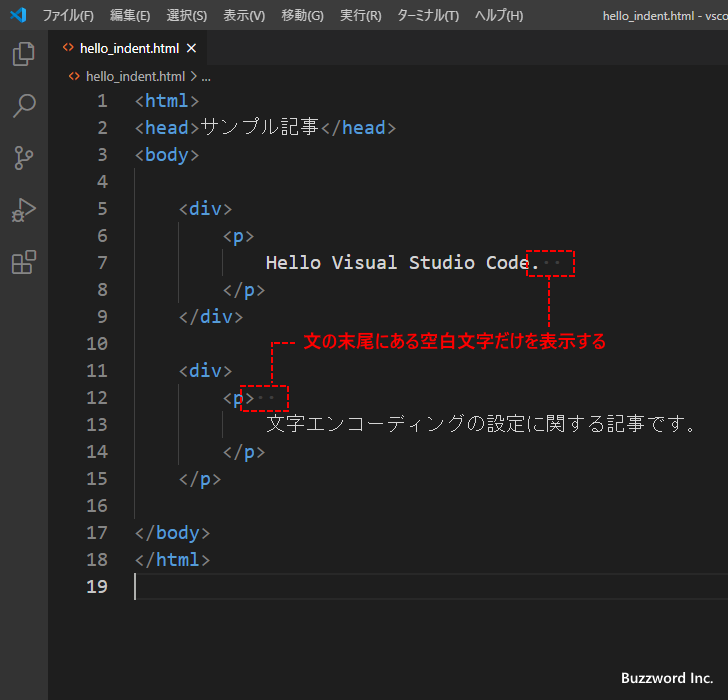 ファイル(F) 編集(E) 選択(S) 表示(V) 移動(G) 実行(R) ターミナル(T) ヘルプ(H) hello_indent.html - vsco
hello_indent.html ×
hello_indent.html > ...
1 <html>
2 <head>サンプル記事</head>
3 <body>
4
5 <div>
6 <p>
7 Hello Visual Studio Code.··
8 </p>
9 </div>
文の末尾にある空白文字だけを表示する
10
11 <div>
12 <p>··
13 文字エンコーディングの設定に関する記事です。
14 </p>
15 </p>
16
17 </body>
18 </html>
19
Buzzword Inc.